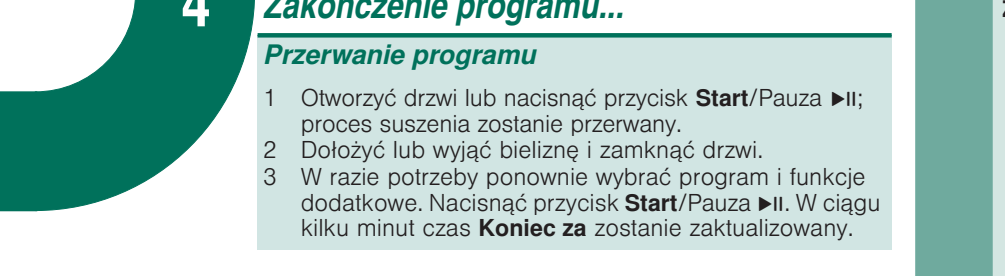 4
Zakończenie programu...
Przerwanie programu
1 Otworzyć drzwi lub nacisnąć przycisk Start/Pauza ▶II;
proces suszenia zostanie przerwany.
2 Dołożyć lub wyjąć bieliznę i zamknąć drzwi.
3 W razie potrzeby ponownie wybrać program i funkcje
dodatkowe. Nacisnąć przycisk Start/Pauza ▶II. W ciągu
kilku minut czas Koniec za zostanie zaktualizowany.